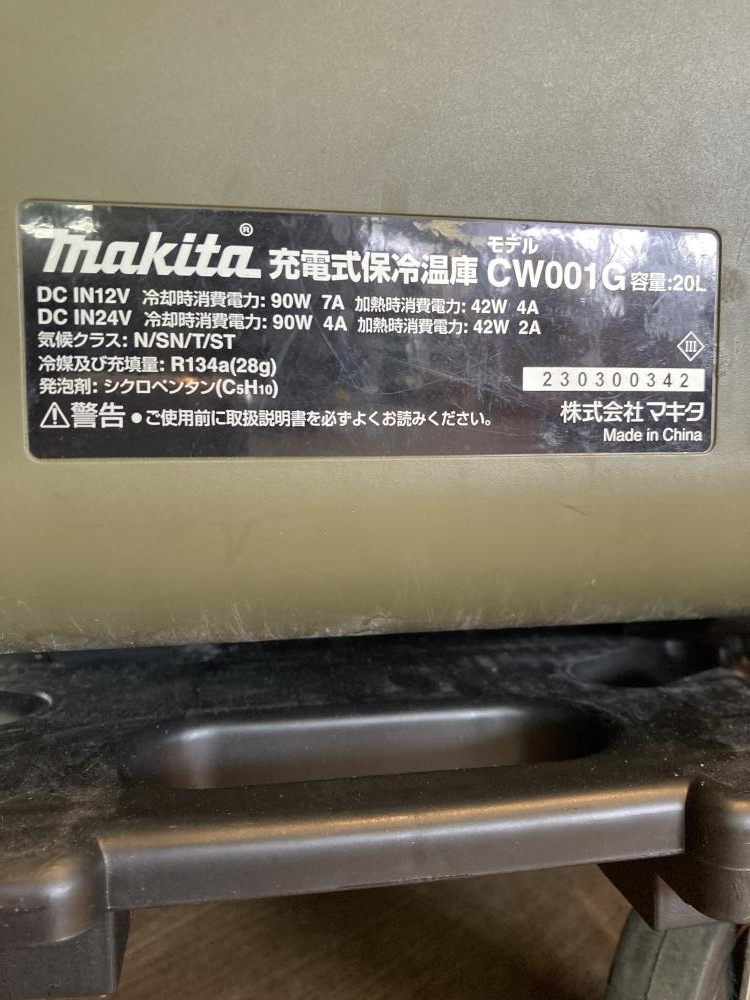 makita® 充電式保冷温庫 モデル CW001G 容量:20L
DC IN12V 冷却時消費電力: 90W 7A 加熱時消費電力: 42W 4A
DC IN24V 冷却時消費電力: 90W 4A 加熱時消費電力: 42W 2A
気候クラス: N/SN/T/ST
III
冷媒及び充填量: R134a(28g)
230300342
発泡剤: シクロペンタン(C5H10)
⚠警告 ●ご使用前に取扱説明書を必ずよくお読みください。
株式会社マキタ
Made in China